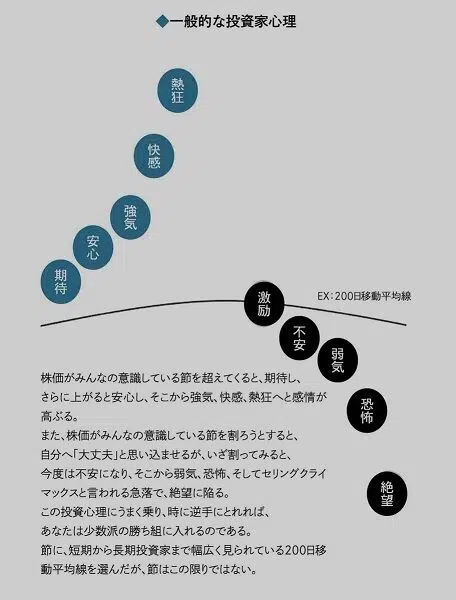 ◆一般的な投資家心理
熱狂
快感
強気
安心
期待
激励
EX:200日移動平均線
不安
弱気
恐怖
絶望
株価がみんなの意識している節を超えてくると、期待し、
さらに上がると安心し、そこから強気、快感、熱狂へと感情が
高ぶる。
また、株価がみんなの意識している節を割ろうとすると、
自分へ「大丈夫」と思い込ませるが、いざ割ってみると、
今度は不安になり、そこから弱気、恐怖、そしてセリングクライ
マックスと言われる急落で、絶望に陥る。
この投資心理にうまく乗り、時に逆手にとれれば、
あなたは少数派の勝ち組に入れるのである。
節に、短期から長期投資家まで幅広く見られている200日移
動平均線を選んだが、節はこの限りではない。